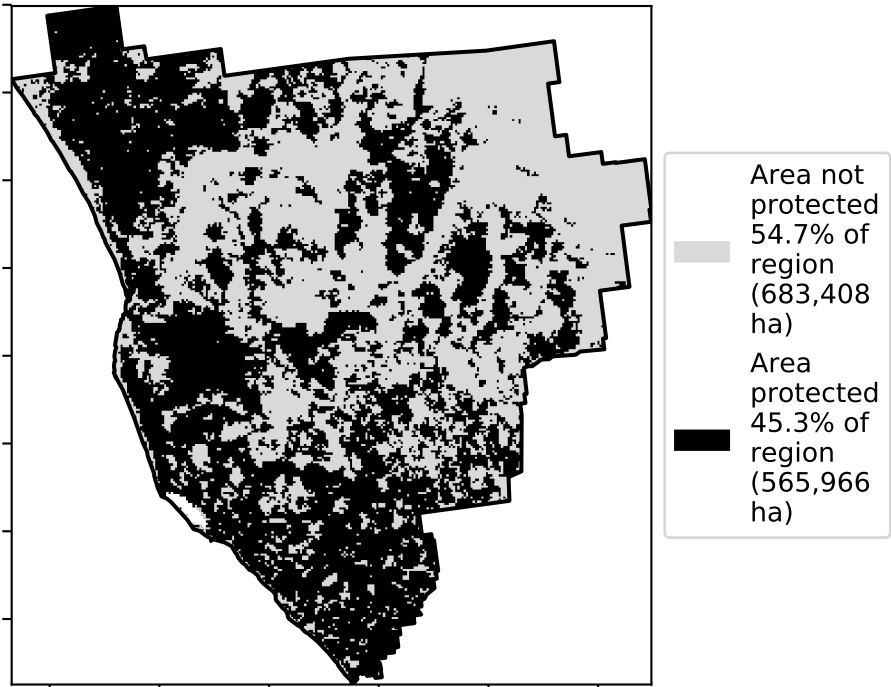 Area not
protected
54.7% of
region
(683,408
ha)
Area
protected
45.3% of
region
(565,966
ha)